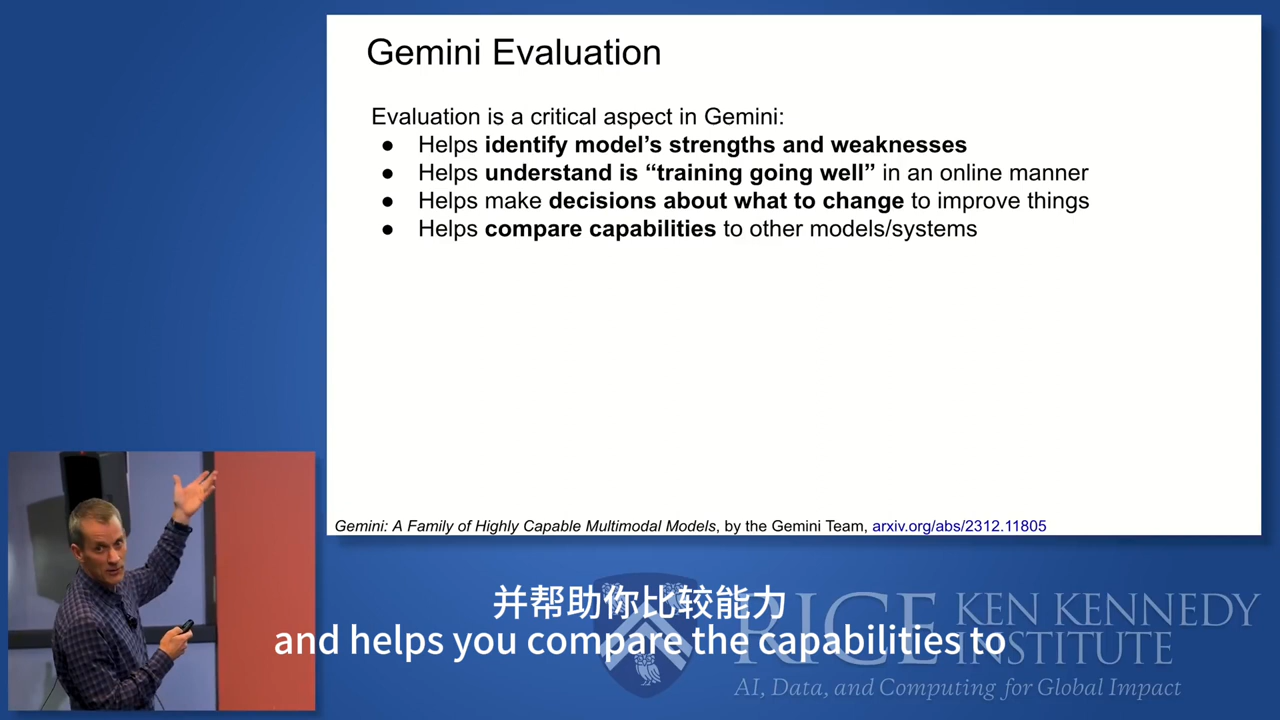 Gemini Evaluation
Evaluation is a critical aspect in Gemini:
● Helps identify model's strengths and weaknesses
● Helps understand is “training going well” in an online manner
● Helps make decisions about what to change to improve things
● Helps compare capabilities to other models/systems
Gemini: A Family of Highly Capable Multimodal Models, by the Gemini Team, arxiv.org/abs/2312.11805
并帮助你比较能力
and helps you compare the capabilities to
RICE KEN KENNEDY
INSTITUTE
AI, Data, and Computing for Global Impact